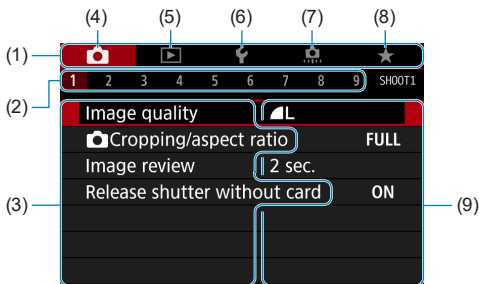 (4) (5) (6) (7) (8)
(1)
(2) 1 2 3 4 5 6 7 8 9 SHOOT1
Image quality L
Cropping/aspect ratio FULL
Image review 2 sec.
(3) Release shutter without card ON (9)